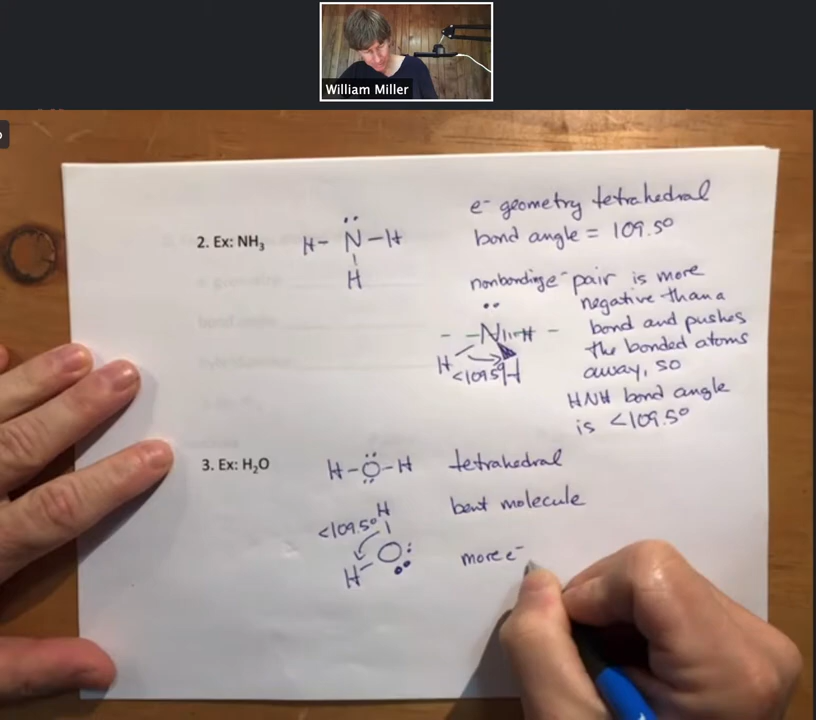 William Miller
2. Ex: NH₃
H-N-H
H
e⁻ geometry tetrahedral
bond angle = 109.5°
nonbonding e⁻ pair is more
negative than a
bond and pushes
the bonded atoms
away, so
HNH bond angle
is <109.5°
N H
H H
<109.5°
3. Ex: H₂O
H-O-H
tetrahedral
bent molecule
<109.5° H
H O
more e⁻